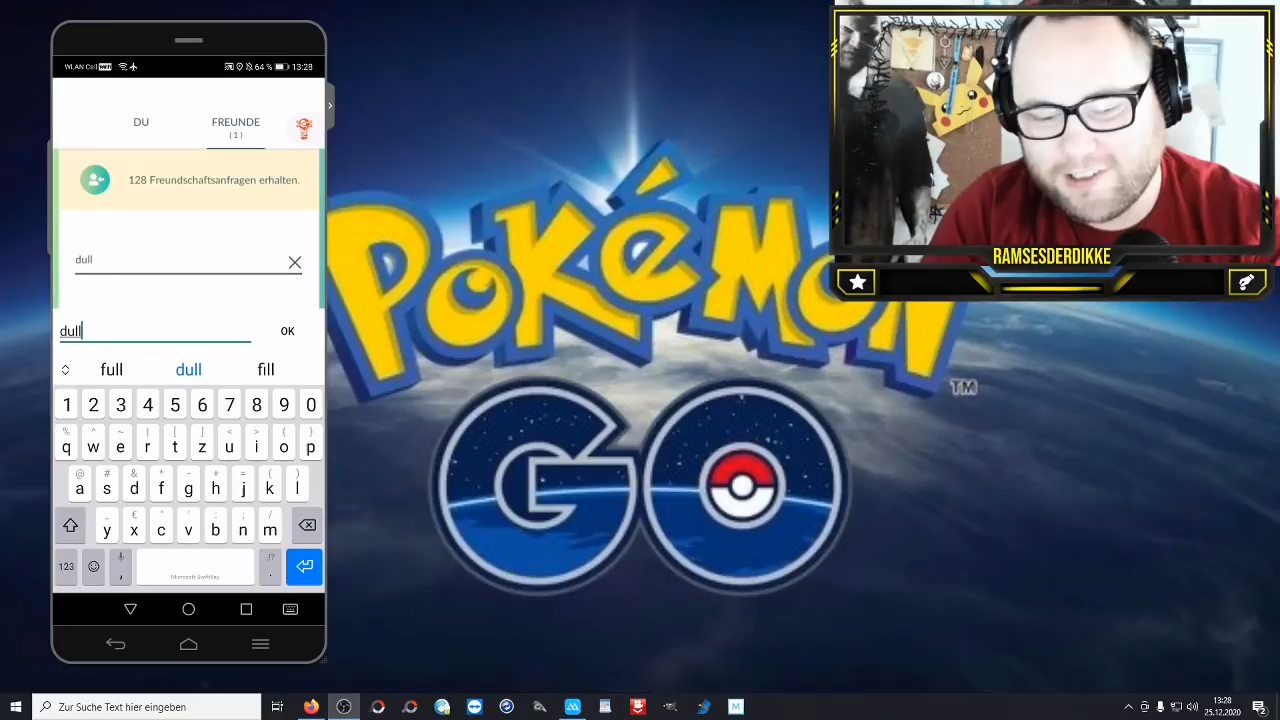 WLAN Call WiFi 64 % 13:28
DU FREUNDE
(1)
128 Freundschaftsanfragen erhalten.
dull
dull OK
full dull fill
1 2 3 4 5 6 7 8 9 0
% ^ ~ | [ ] < > { }
q w e r t z u i o p
@ # & * - + = ( )
a s d f g h j k l
_ € " ' : ; /
y x c v b n m
123 , .
!?
Microsoft SwiftKey
POKéMON
TM
GO
RAMSESDERDIKKE
Zur Suche Text hier eingeben
M
13:28
25.12.2020
2